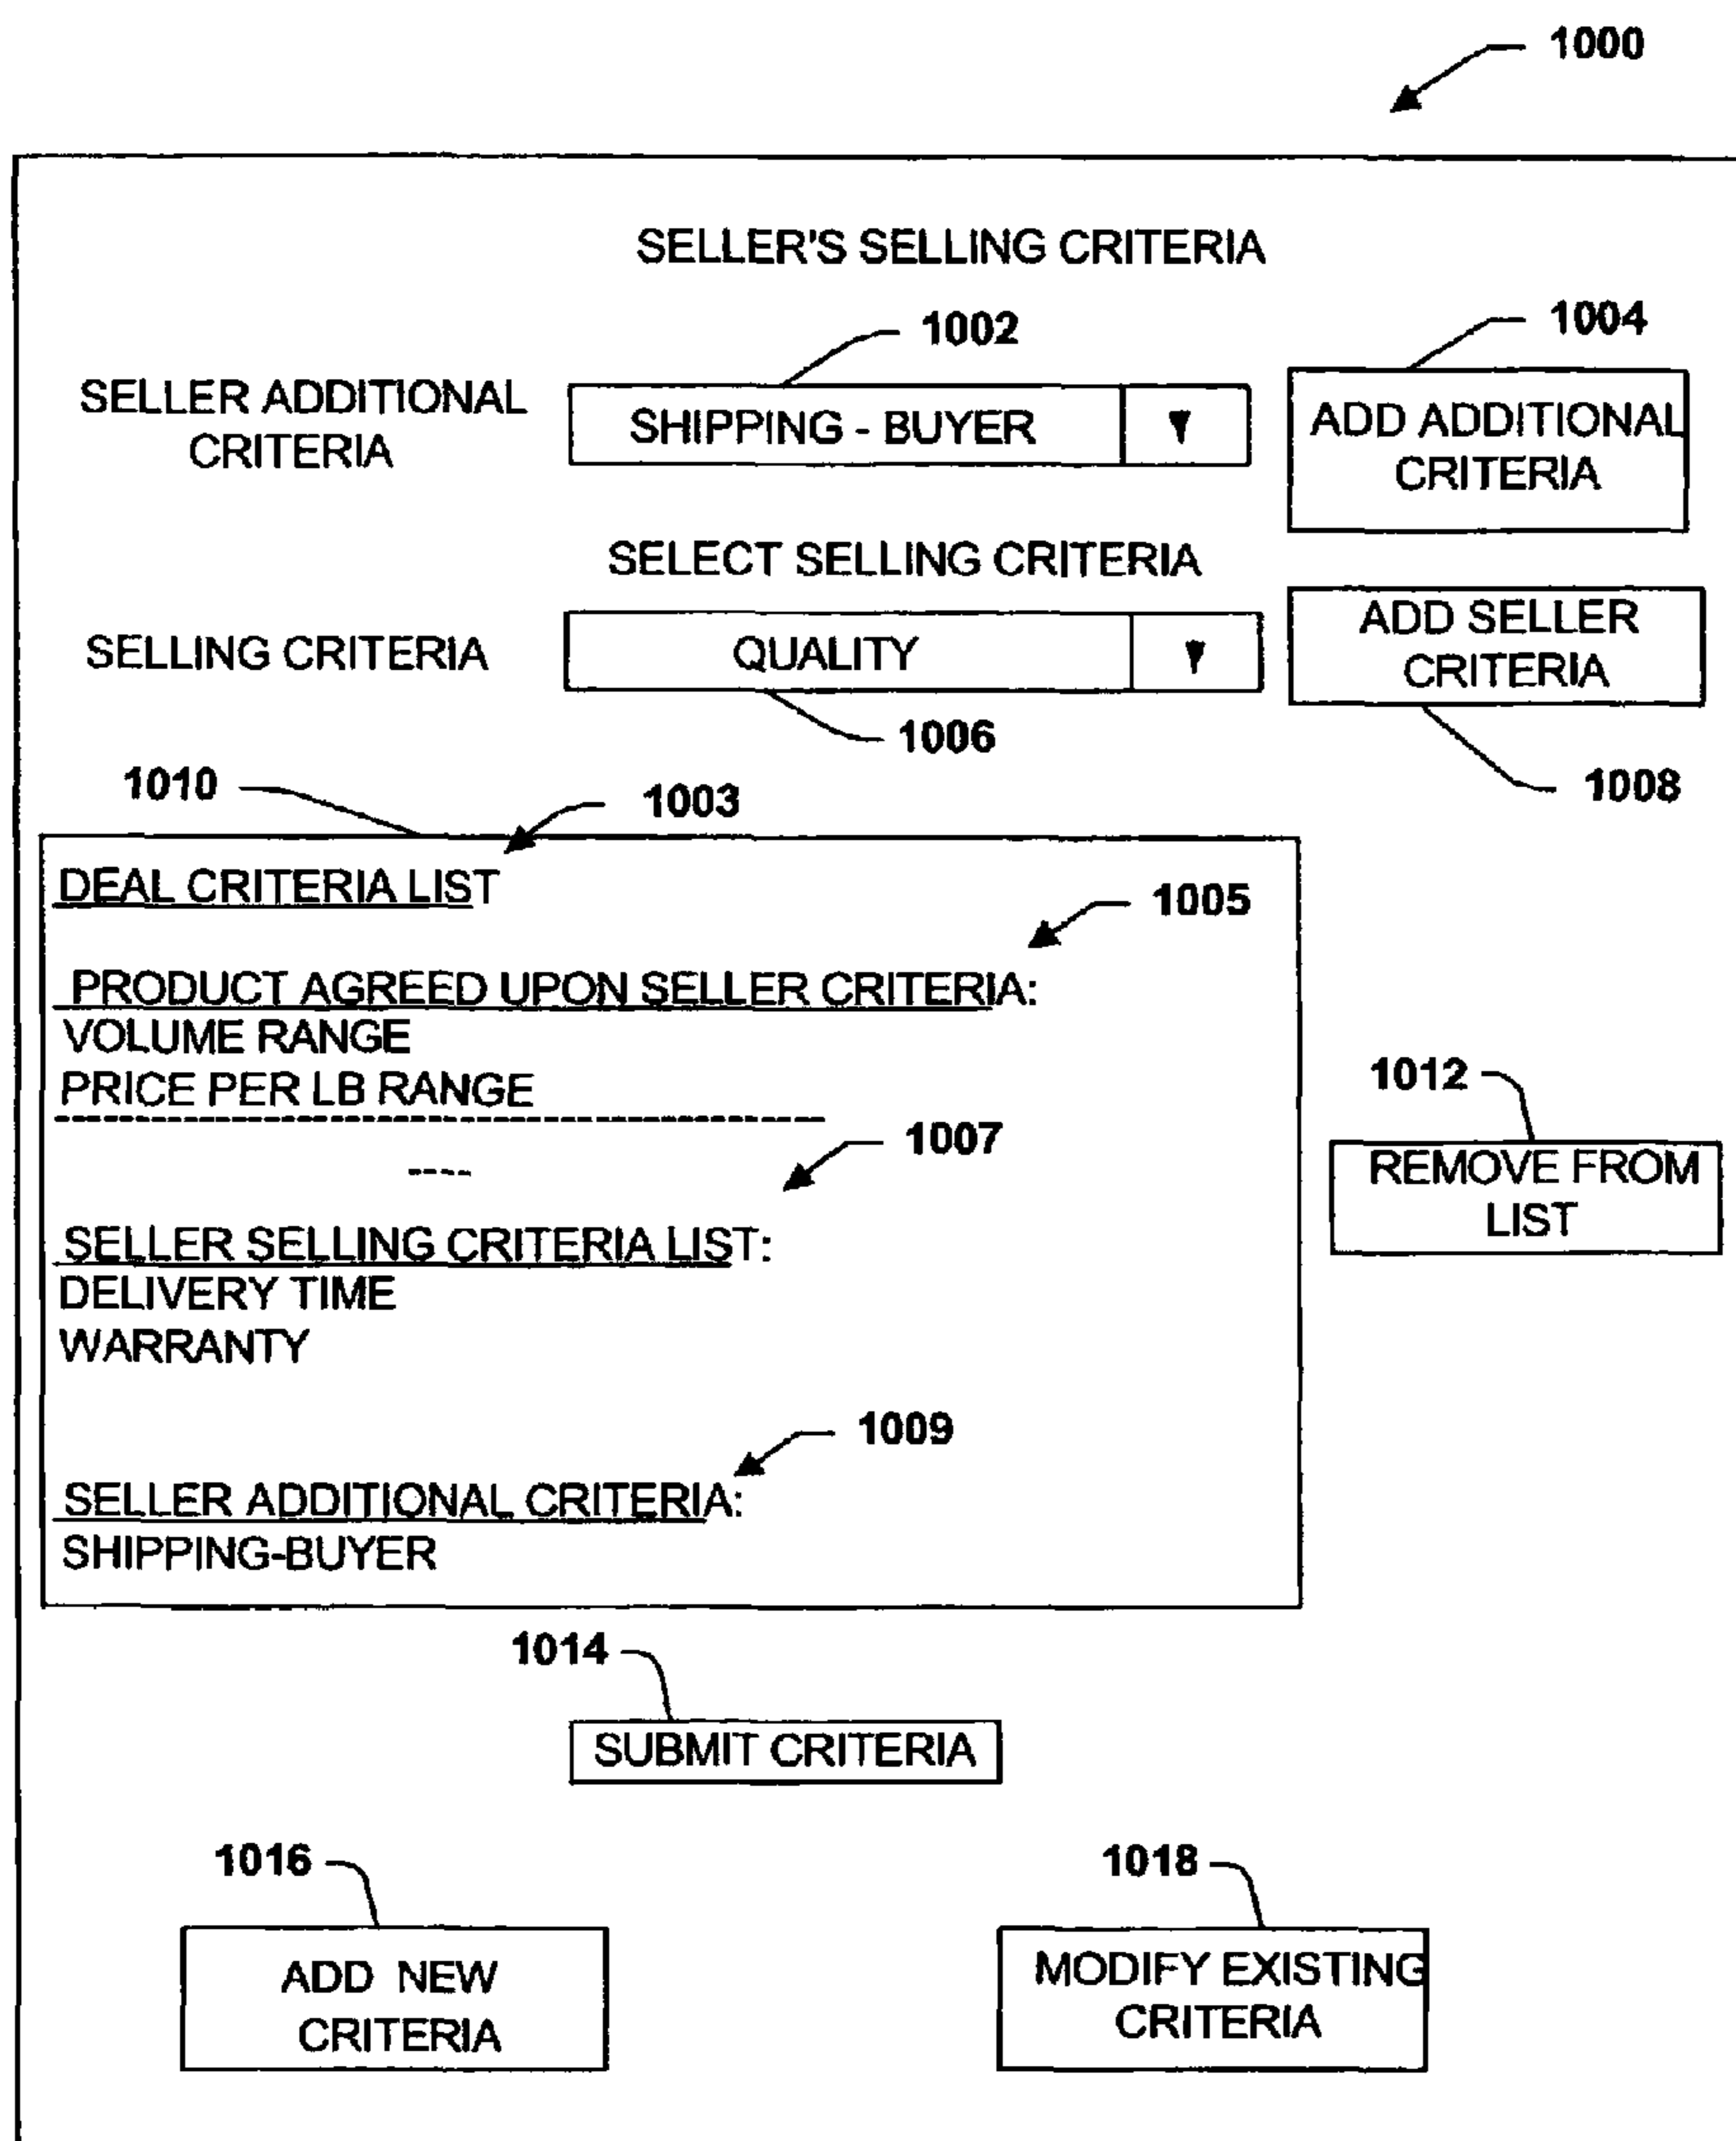 1000
SELLER'S SELLING CRITERIA
1002
1004
SELLER ADDITIONAL
CRITERIA
SHIPPING - BUYER
ADD ADDITIONAL
CRITERIA
SELECT SELLING CRITERIA
SELLING CRITERIA
QUALITY
ADD SELLER
CRITERIA
1006
1008
1010
1003
DEAL CRITERIA LIST
1005
PRODUCT AGREED UPON SELLER CRITERIA:
VOLUME RANGE
PRICE PER LB RANGE
1012
1007
REMOVE FROM
LIST
SELLER SELLING CRITERIA LIST:
DELIVERY TIME
WARRANTY
1009
SELLER ADDITIONAL CRITERIA:
SHIPPING-BUYER
1014
SUBMIT CRITERIA
1016
1018
ADD NEW
CRITERIA
MODIFY EXISTING
CRITERIA